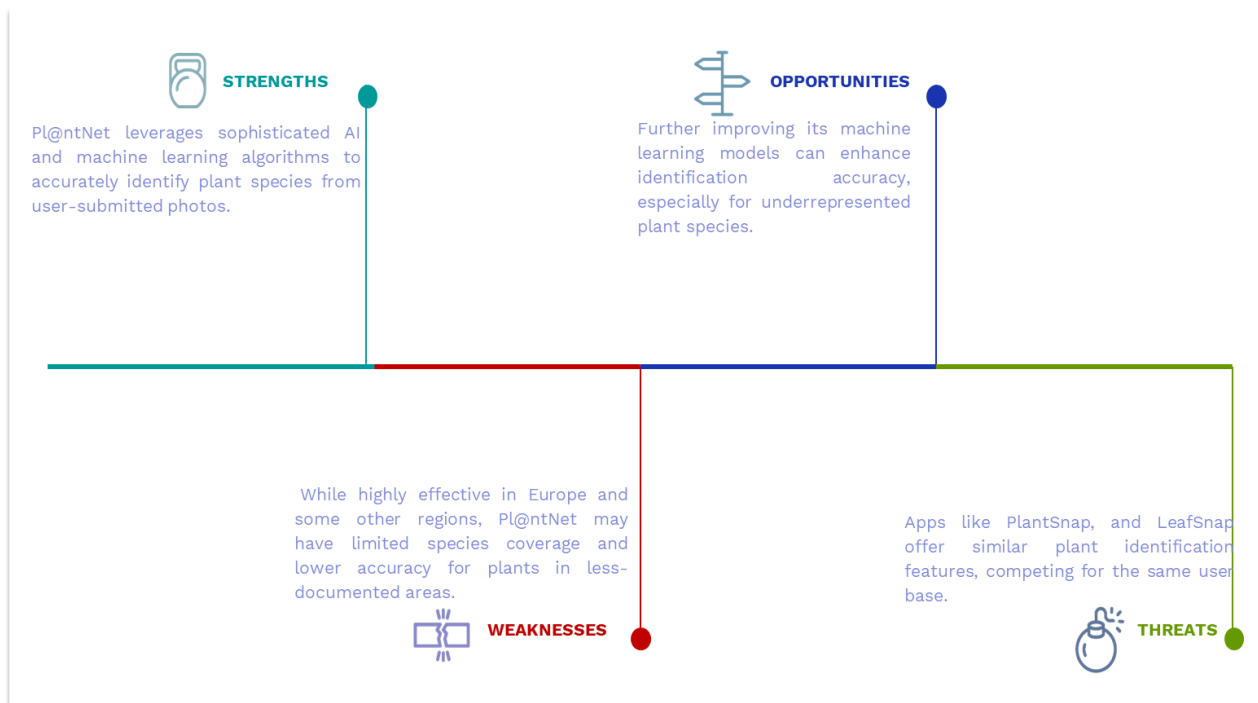 STRENGTHS
Pl@ntNet leverages sophisticated AI
and machine learning algorithms to
accurately identify plant species from
user-submitted photos.
OPPORTUNITIES
Further improving its machine
learning models can enhance
identification accuracy,
especially for underrepresented
plant species.
While highly effective in Europe and
some other regions, Pl@ntNet may
have limited species coverage and
lower accuracy for plants in less-
documented areas.
WEAKNESSES
Apps like PlantSnap, and LeafSnap
offer similar plant identification
features, competing for the same user
base.
THREATS